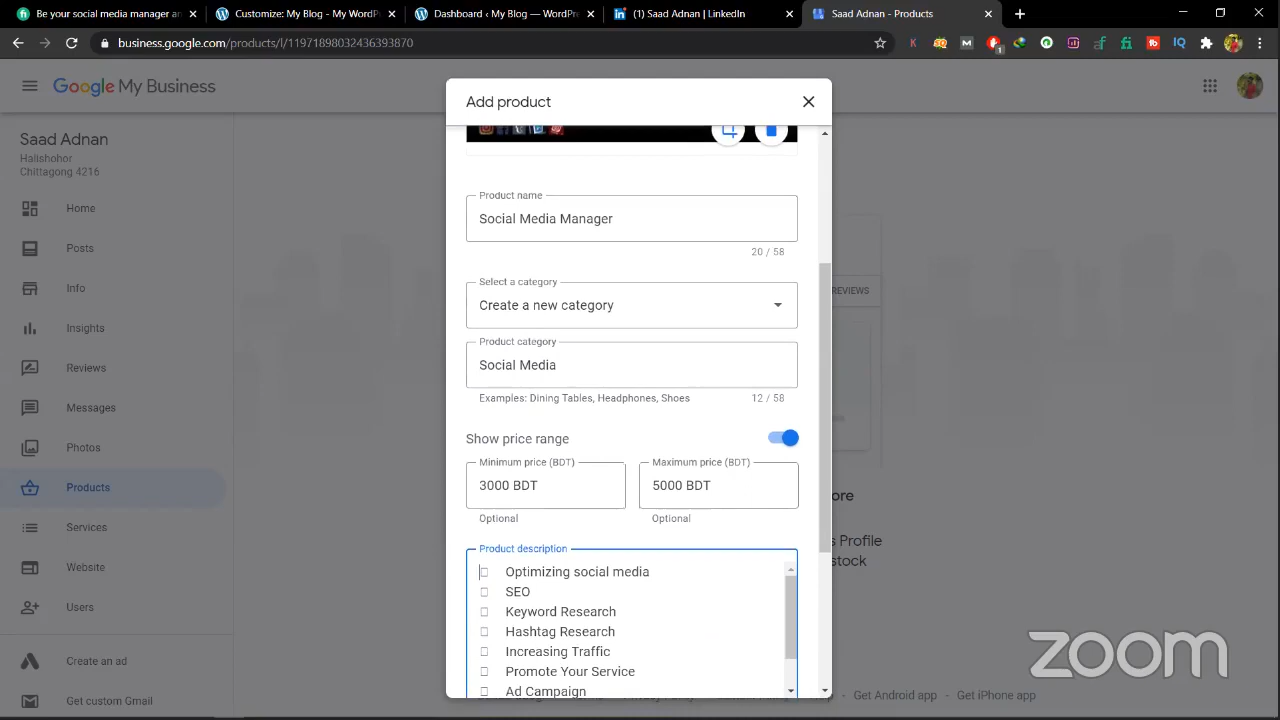 Be your social media manager an
Customize: My Blog - My WordP
Dashboard ‹ My Blog — WordPre
(1) Saad Adnan | LinkedIn
Saad Adnan - Products
business.google.com/products/l/11971898032436393870
Google My Business
Add product
Saad Adnan
Halishohor
Chittagong 4216
Home
Posts
Info
Insights
Reviews
Messages
Photos
Products
Services
Website
Users
Create an ad
Get custom Gmail
Product name
Social Media Manager
20 / 58
Select a category
Create a new category
Product category
Social Media
Examples: Dining Tables, Headphones, Shoes
12 / 58
Show price range
Minimum price (BDT)
3000 BDT
Optional
Maximum price (BDT)
5000 BDT
Optional
Product description
Optimizing social media
SEO
Keyword Research
Hashtag Research
Increasing Traffic
Promote Your Service
Ad Campaign
REVIEWS
ore
s Profile
stock
zoom
- Get Android app - Get iPhone app